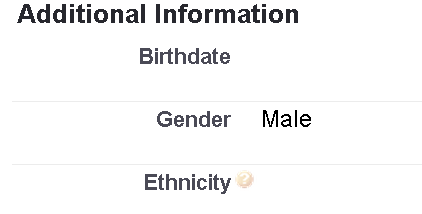 Additional Information
Birthdate
Gender Male
Ethnicity ?